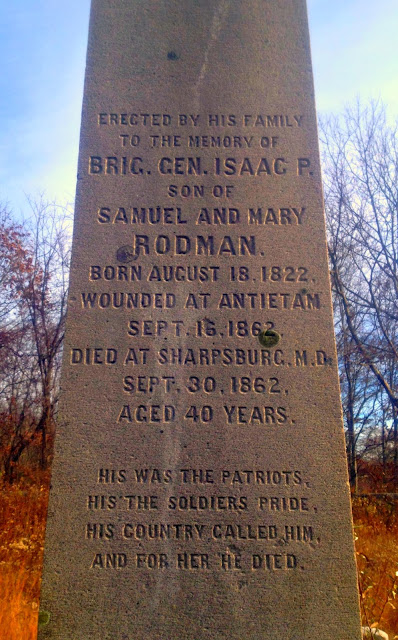 ERECTED BY HIS FAMILY
TO THE MEMORY OF
BRIG. GEN. ISAAC P.
SON OF
SAMUEL AND MARY
RODMAN.
BORN AUGUST 18, 1822.
WOUNDED AT ANTIETAM
SEPT. 16, 1862.
DIED AT SHARPSBURG, M.D.
SEPT. 30, 1862.
AGED 40 YEARS.
HIS WAS THE PATRIOTS,
HIS THE SOLDIERS PRIDE,
HIS COUNTRY CALLED HIM,
AND FOR HER HE DIED.